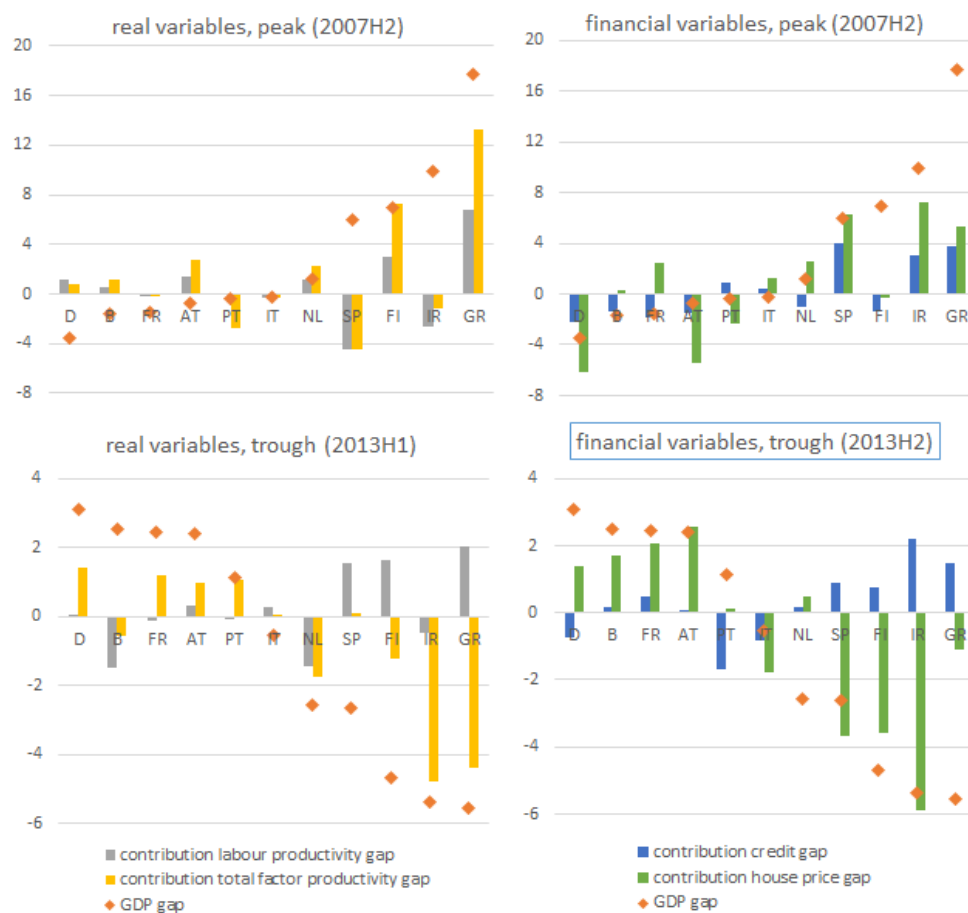 real variables, peak (2007H2)
20
16
12
8
4
0
-4
-8
D B FR AT PT IT NL SP FI IR GR
financial variables, peak (2007H2)
20
16
12
8
4
0
-4
-8
D B FR AT PT IT NL SP FI IR GR
real variables, trough (2013H1)
4
2
0
-2
-4
-6
D B FR AT PT IT NL SP FI IR GR
contribution labour productivity gap
contribution total factor productivity gap
GDP gap
financial variables, trough (2013H2)
4
2
0
-2
-4
-6
D B FR AT PT IT NL SP FI IR GR
contribution credit gap
contribution house price gap
GDP gap